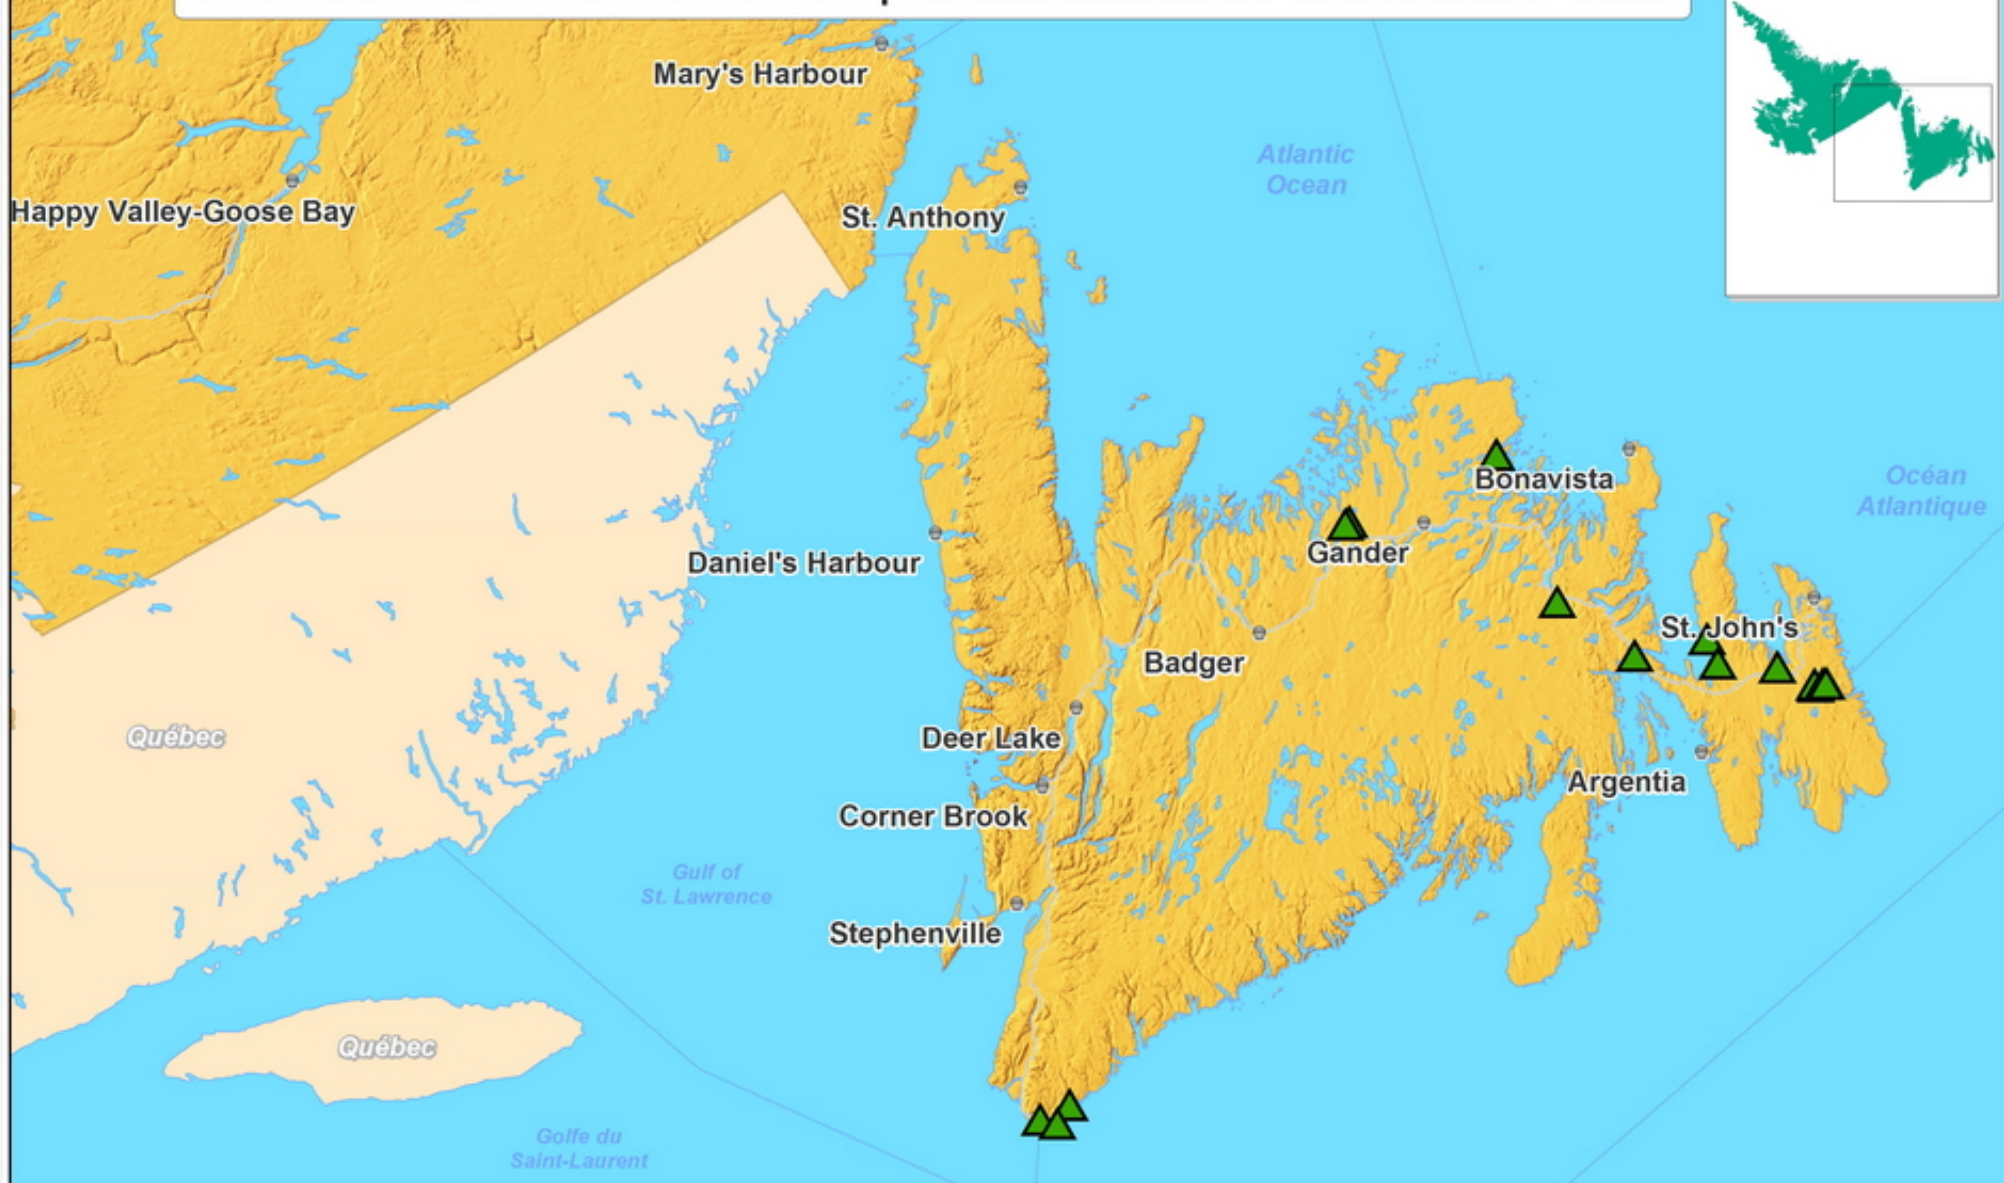 Mary's Harbour
Happy Valley-Goose Bay
St. Anthony
Atlantic
Ocean
Bonavista
Océan
Atlantique
Daniel's Harbour
Gander
St. John's
Badger
Québec
Deer Lake
Argentia
Corner Brook
Gulf of
St. Lawrence
Stephenville
Québec
Golfe du
Saint-Laurent